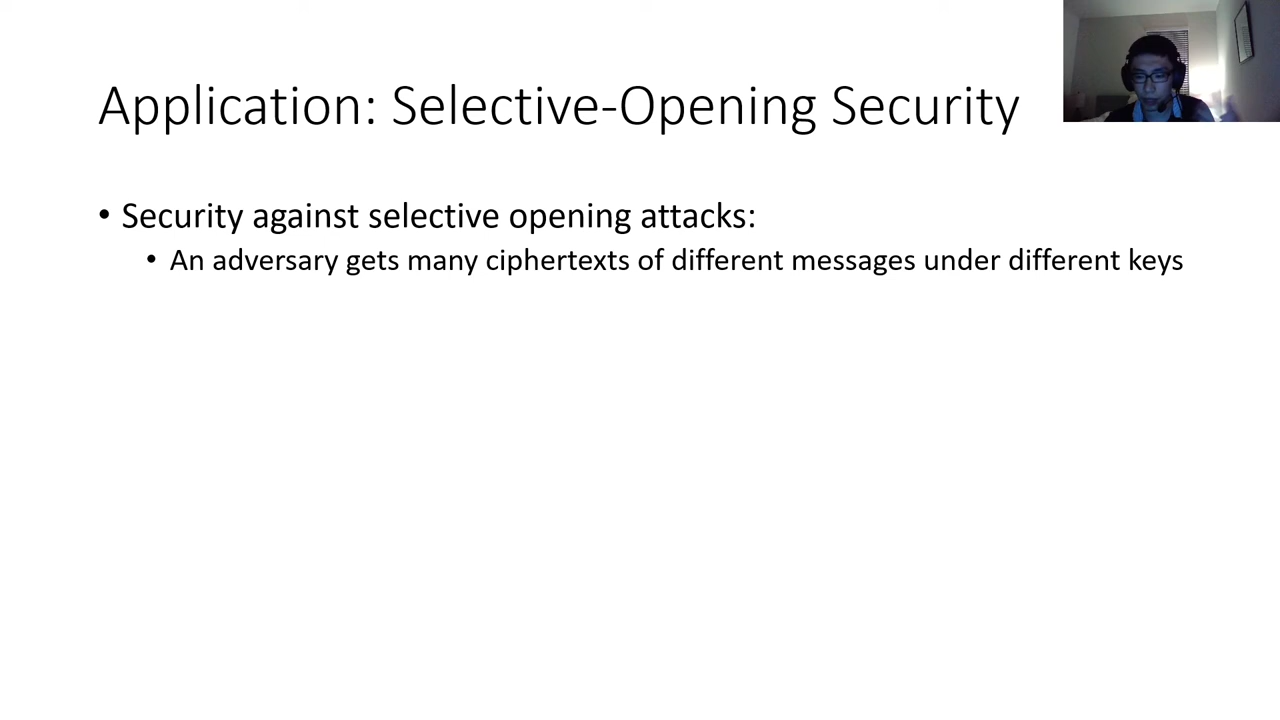 Application: Selective-Opening Security
• Security against selective opening attacks:
• An adversary gets many ciphertexts of different messages under different keys